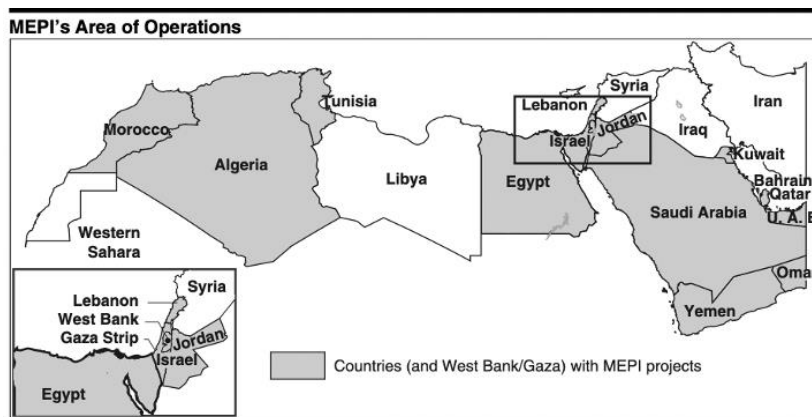 MEPI's Area of Operations
Morocco
Algeria
Tunisia
Libya
Western
Sahara
Egypt
Lebanon
Syria
Israel
Jordan
Iraq
Iran
Kuwait
Bahrain
Qatar
U. A. E
Saudi Arabia
Oma
Yemen
Lebanon
West Bank
Gaza Strip
Syria
Jordan
Israel
Egypt
Countries (and West Bank/Gaza) with MEPI projects